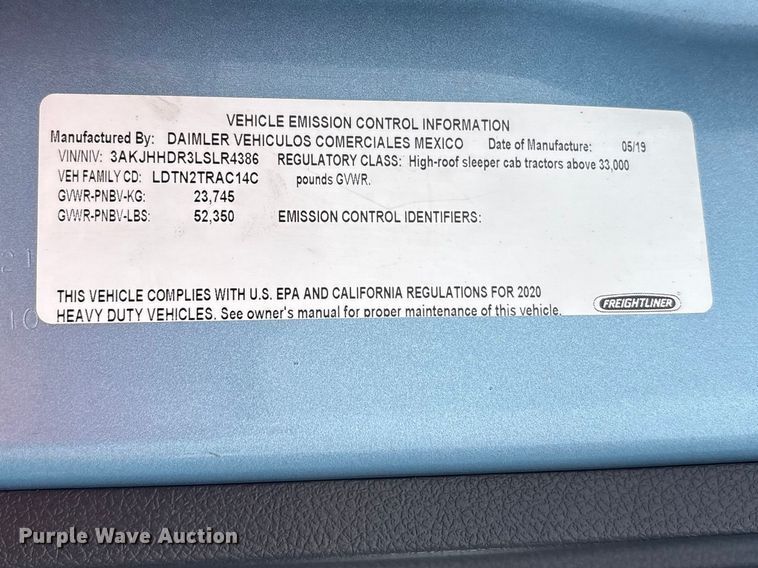 VEHICLE EMISSION CONTROL INFORMATION
Manufactured By: DAIMLER VEHICULOS COMERCIALES MEXICO Date of Manufacture: 05/19
VIN/NIV: 3AKJHHDR3LSLR4386 REGULATORY CLASS: High-roof sleeper cab tractors above 33,000
VEH FAMILY CD: LDTN2TRAC14C pounds GVWR.
GVWR-PNBV-KG: 23,745
GVWR-PNBV-LBS: 52,350 EMISSION CONTROL IDENTIFIERS:
21
THIS VEHICLE COMPLIES WITH U.S. EPA AND CALIFORNIA REGULATIONS FOR 2020
HEAVY DUTY VEHICLES. See owner's manual for proper maintenance of this vehicle.
FREIGHTLINER
10
Purple Wave Auction